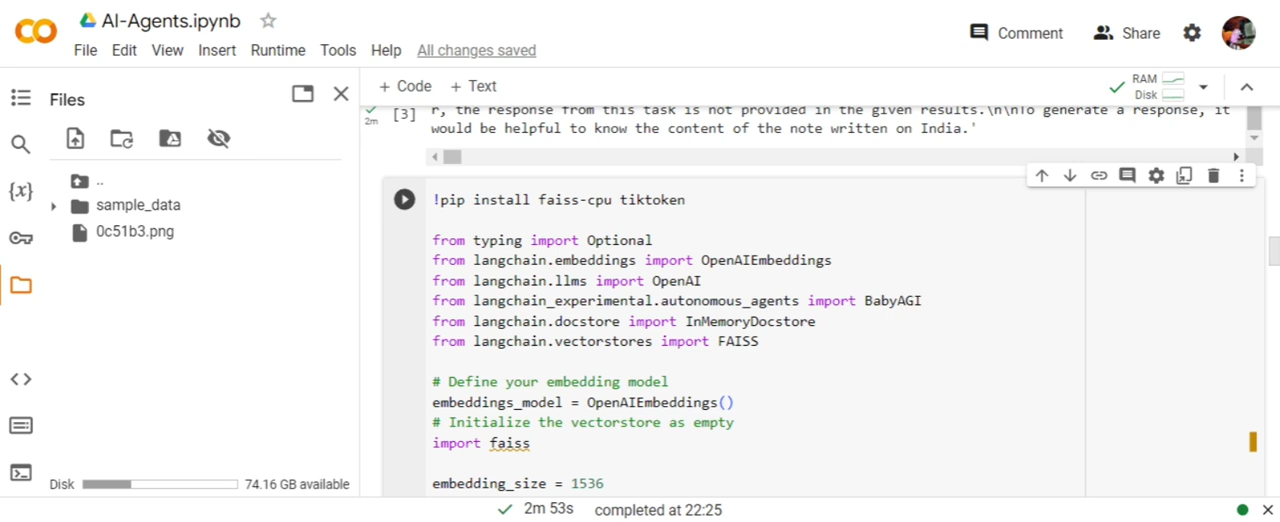 AI-Agents.ipynb
File Edit View Insert Runtime Tools Help All changes saved
Comment Share
Files
+ Code + Text
RAM
Disk
..
sample_data
0c51b3.png
{x}
<>
Disk 74.16 GB available
2m
[3] r, the response from this task is not provided in the given results.\n\nTo generate a response, it
would be helpful to know the content of the note written on India.'
!pip install faiss-cpu tiktoken
from typing import Optional
from langchain.embeddings import OpenAIEmbeddings
from langchain.llms import OpenAI
from langchain_experimental.autonomous_agents import BabyAGI
from langchain.docstore import InMemoryDocstore
from langchain.vectorstores import FAISS
# Define your embedding model
embeddings_model = OpenAIEmbeddings()
# Initialize the vectorstore as empty
import faiss
embedding_size = 1536
2m 53s completed at 22:25